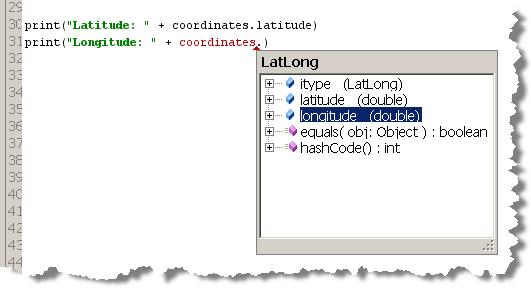 29
30 print("Latitude: " + coordinates.latitude)
31 print("Longitude: " + coordinates.)
32
33
34
35
36
37
38
39
40
41
42
43
44
LatLong
itype (LatLong)
latitude (double)
longitude (double)
equals( obj: Object ) : boolean
hashCode() : int